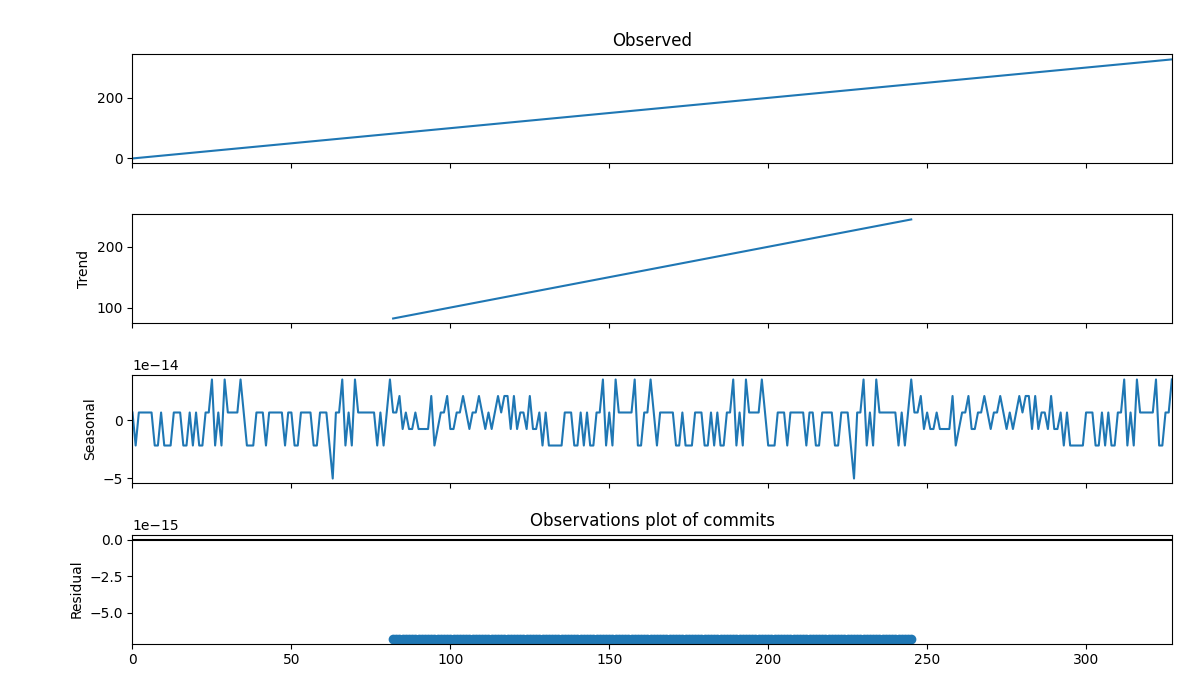 Observed
200
0
Trend
200
100
1e−14
Seasonal
0
−5
Observations plot of commits
1e−15
Residual
0.0
−2.5
−5.0
0 50 100 150 200 250 300